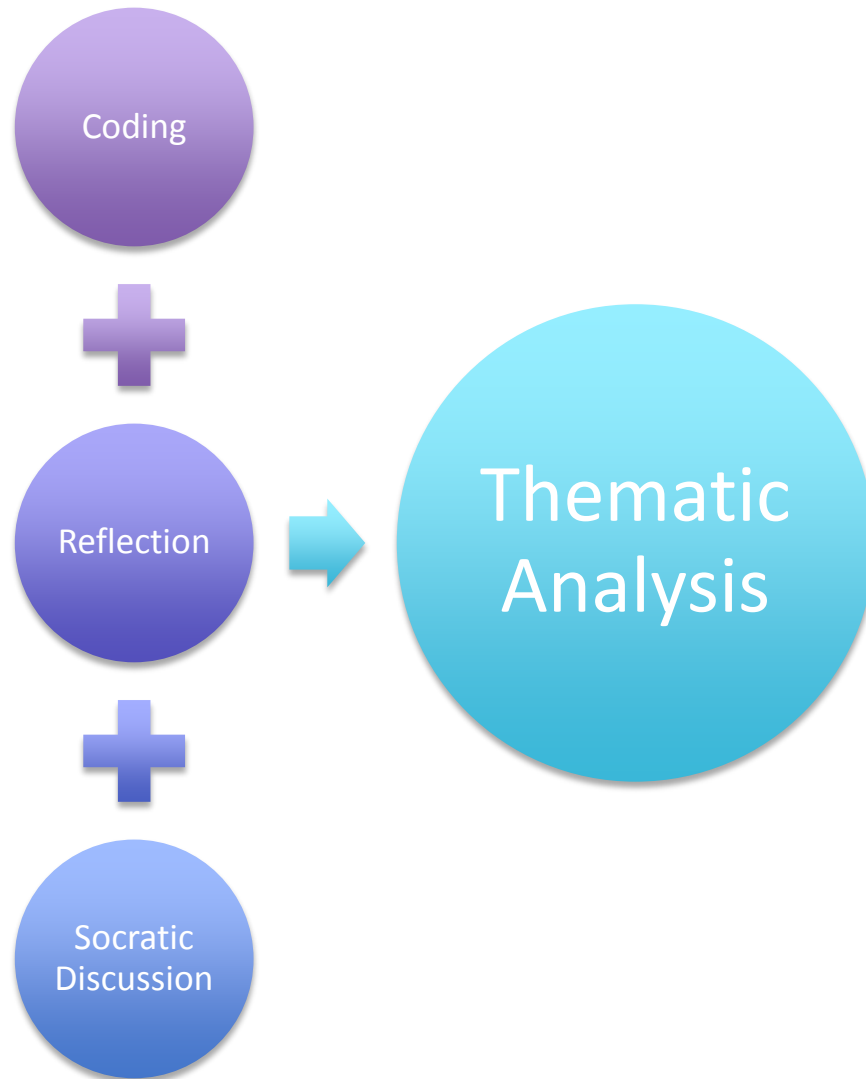 Coding
Reflection
Thematic
Analysis
Socratic
Discussion